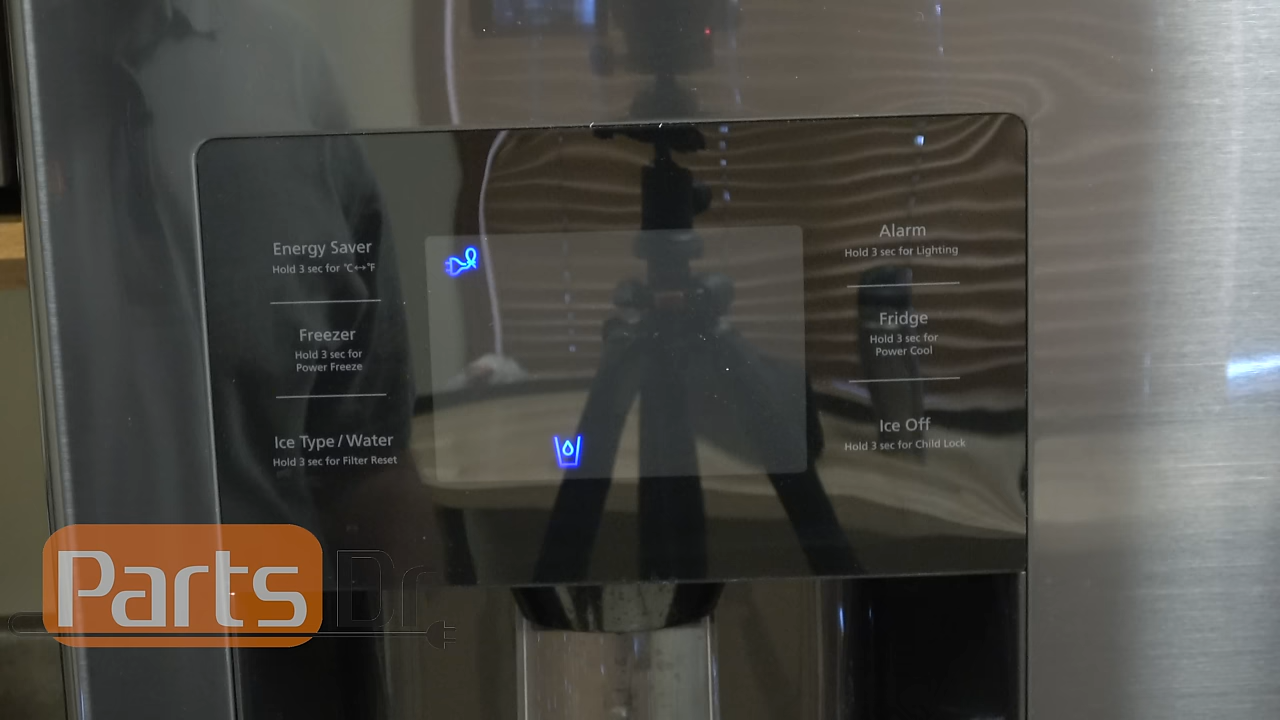 Energy Saver
Hold 3 sec for °C↔°F
Freezer
Hold 3 sec for
Power Freeze
Ice Type / Water
Hold 3 sec for Filter Reset
Alarm
Hold 3 sec for Lighting
Fridge
Hold 3 sec for
Power Cool
Ice Off
Hold 3 sec for Child Lock
Parts Dr